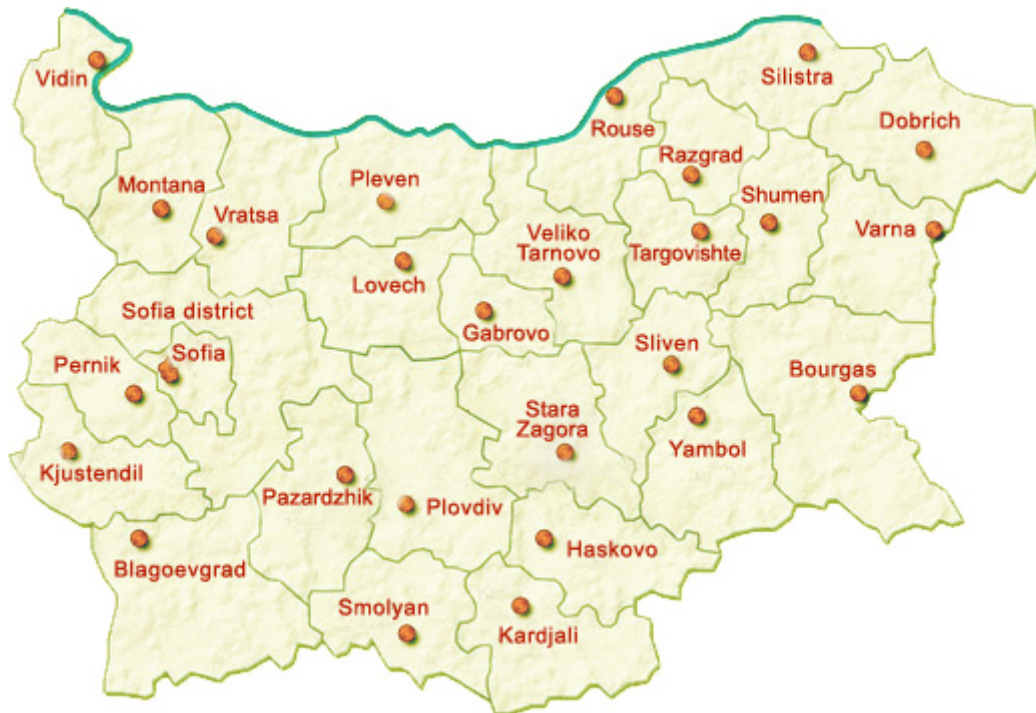 Vidin
Silistra
Rouse
Dobrich
Razgrad
Montana
Pleven
Shumen
Vratsa
Veliko
Tarnovo
Targovishte
Varna
Lovech
Sofia district
Gabrovo
Sliven
Pernik
Sofia
Bourgas
Stara
Zagora
Yambol
Kjustendil
Pazardzhik
Plovdiv
Haskovo
Blagoevgrad
Smolyan
Kardjali